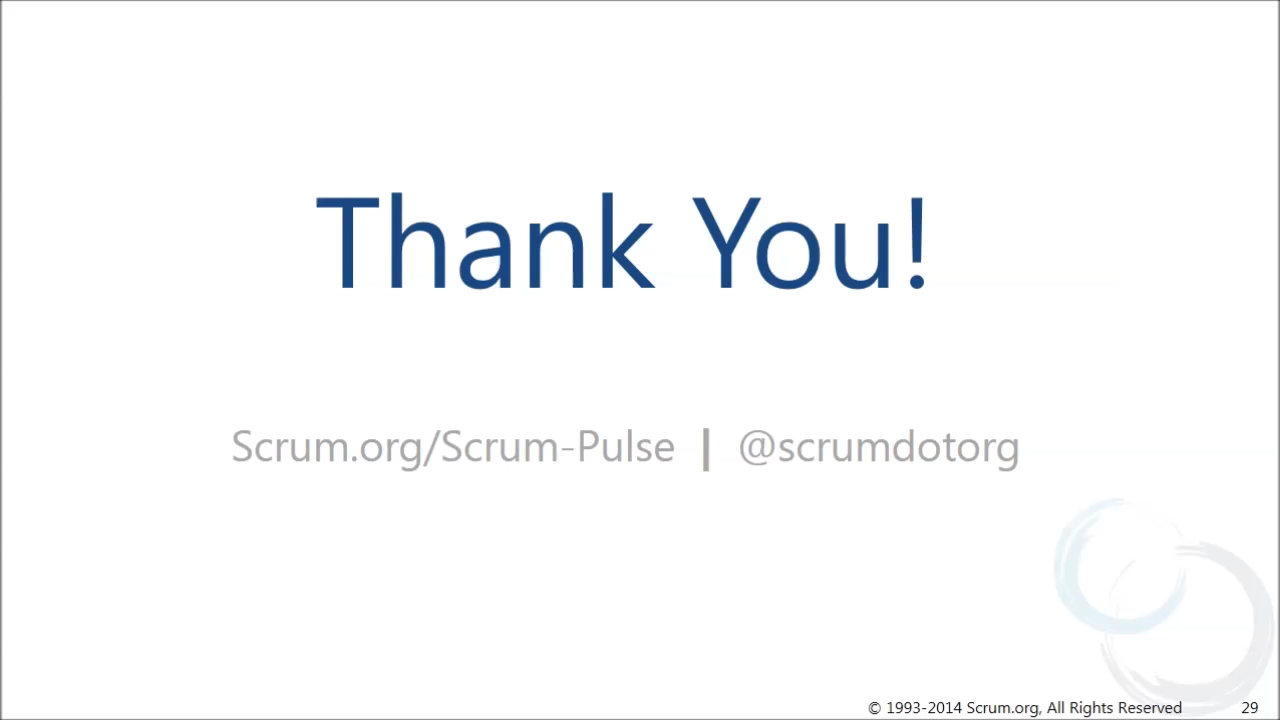 Thank You!
Scrum.org/Scrum-Pulse | @scrumdotorg
© 1993-2014 Scrum.org, All Rights Reserved 29